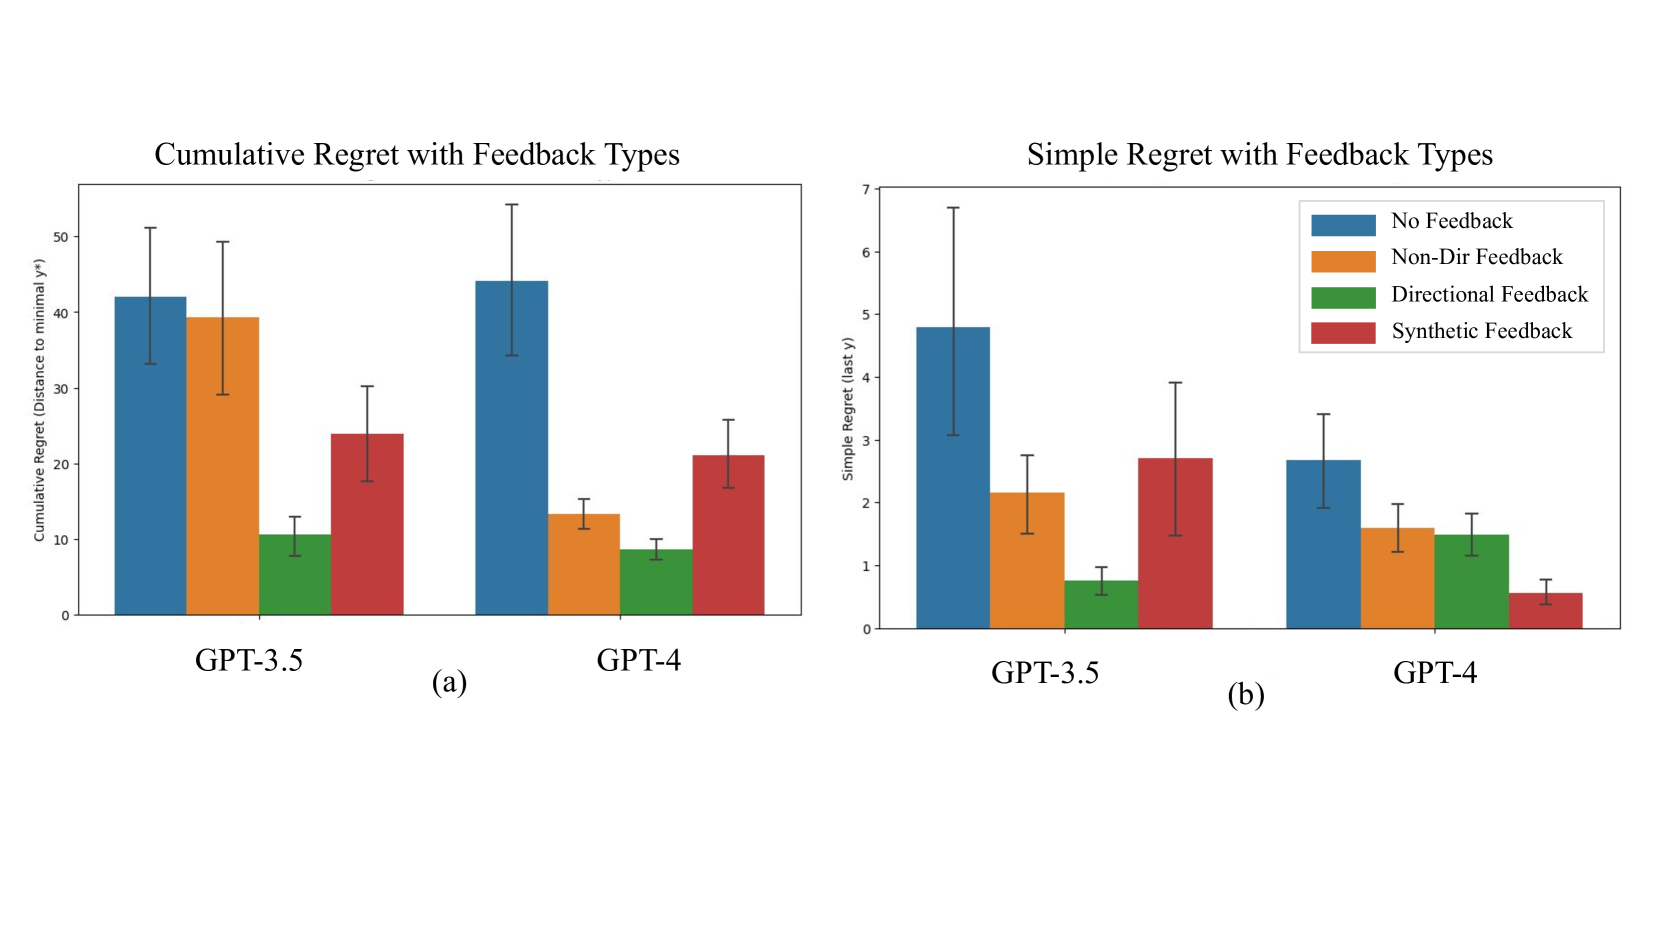 Cumulative Regret with Feedback Types
Cumulative Regret (Distance to minimal y*)
50
40
30
20
10
0
GPT-3.5
GPT-4
(a)
Simple Regret with Feedback Types
Simple Regret (last y)
7
6
5
4
3
2
1
0
No Feedback
Non-Dir Feedback
Directional Feedback
Synthetic Feedback
GPT-3.5
GPT-4
(b)